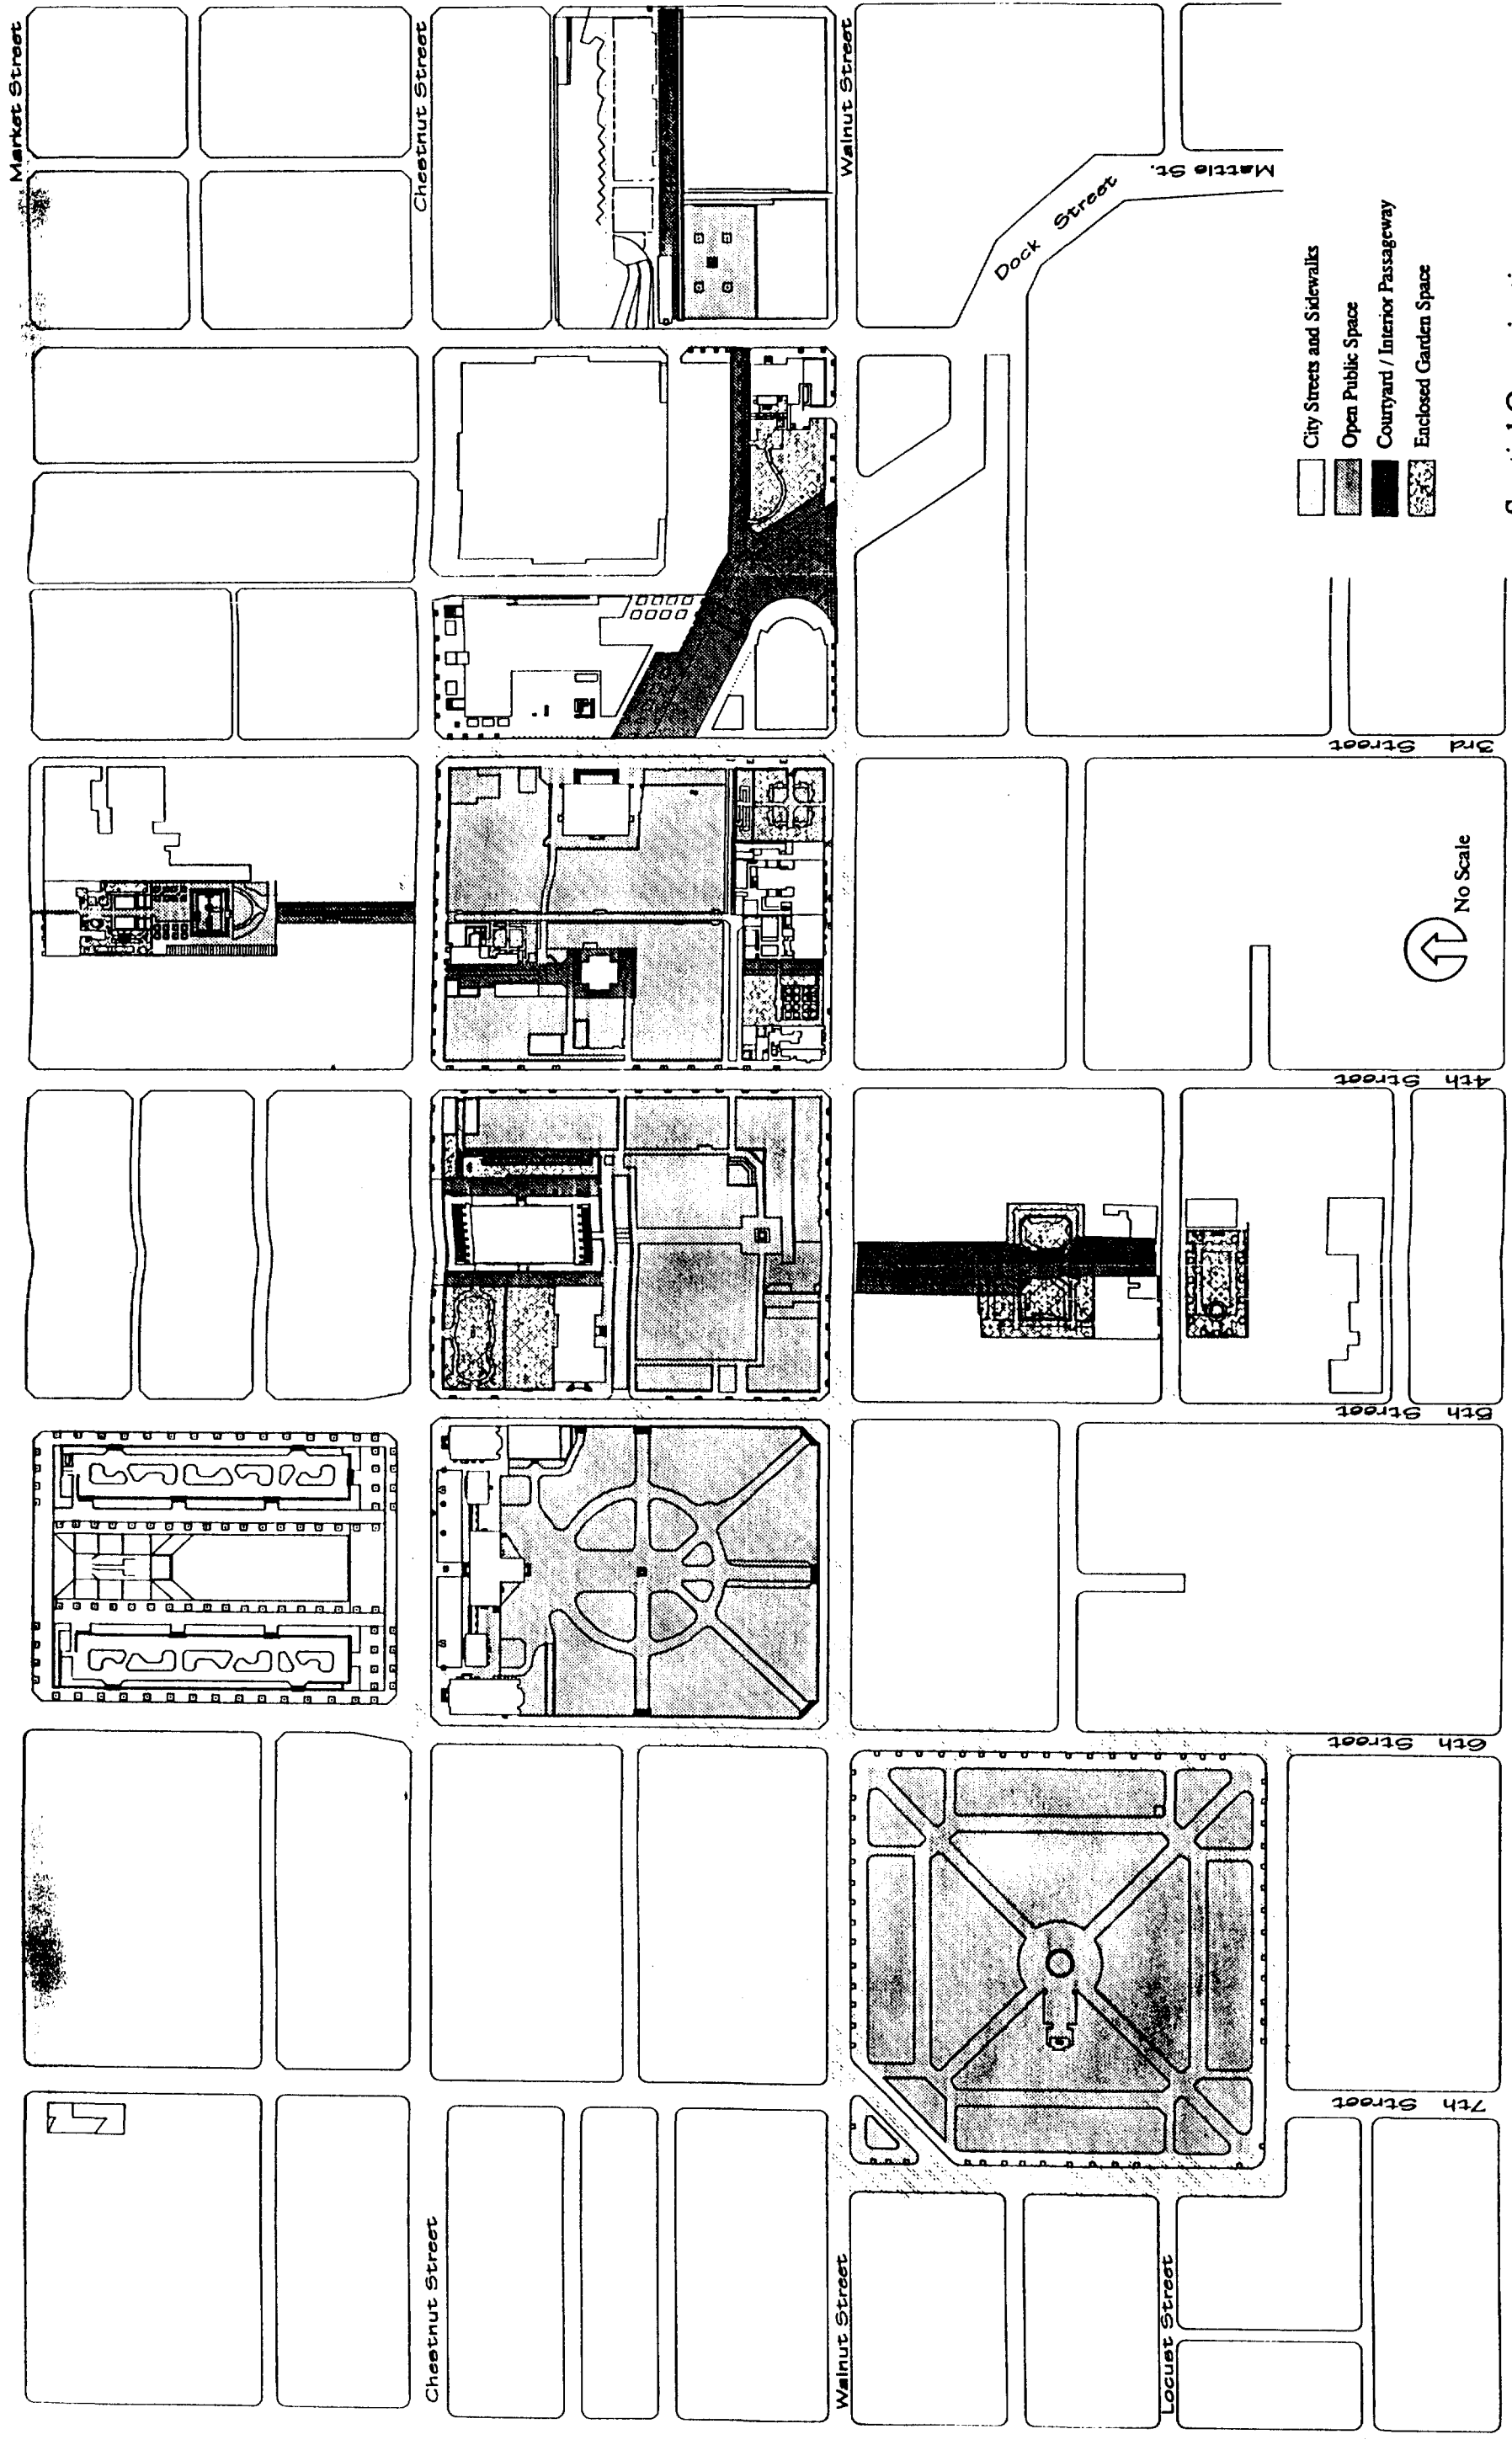 Market Street
Chestnut Street
Walnut Street
Dock Street
Mattis St.
3rd Street
4th Street
5th Street
6th Street
7th Street
Chestnut Street
Walnut Street
Locust Street
City Streets and Sidewalks
Open Public Space
Courtyard / Interior Passageway
Enclosed Garden Space
No Scale